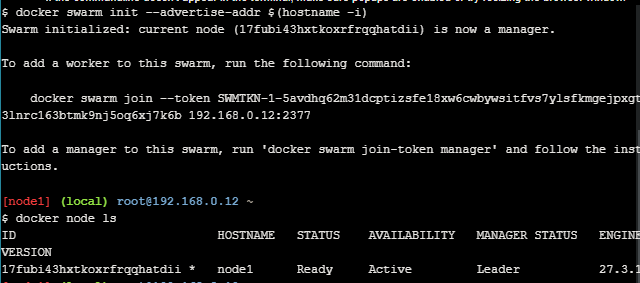 $ docker swarm init --advertise-addr $(hostname -i)
Swarm initialized: current node (17fubi43hxtkoxrfrqqhatdii) is now a manager.
To add a worker to this swarm, run the following command:
docker swarm join --token SWMTKN-1-5avdhq62m31dcptizsfe18xw6cwbywsitfvs7ylsfkmgejpxgt
3lnrc163btmk9nj5oq6xj7k6b 192.168.0.12:2377
To add a manager to this swarm, run 'docker swarm join-token manager' and follow the inst
uctions.
[node1] (local) root@192.168.0.12 ~
$ docker node ls
ID HOSTNAME STATUS AVAILABILITY MANAGER STATUS ENGINE
VERSION
17fubi43hxtkoxrfrqqhatdii * node1 Ready Active Leader 27.3.1